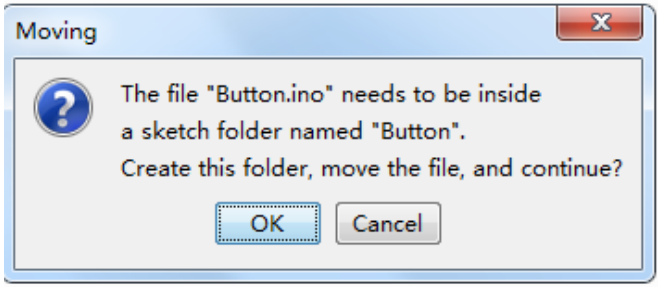 Moving
The file "Button.ino" needs to be inside
a sketch folder named "Button".
Create this folder, move the file, and continue?
OK Cancel